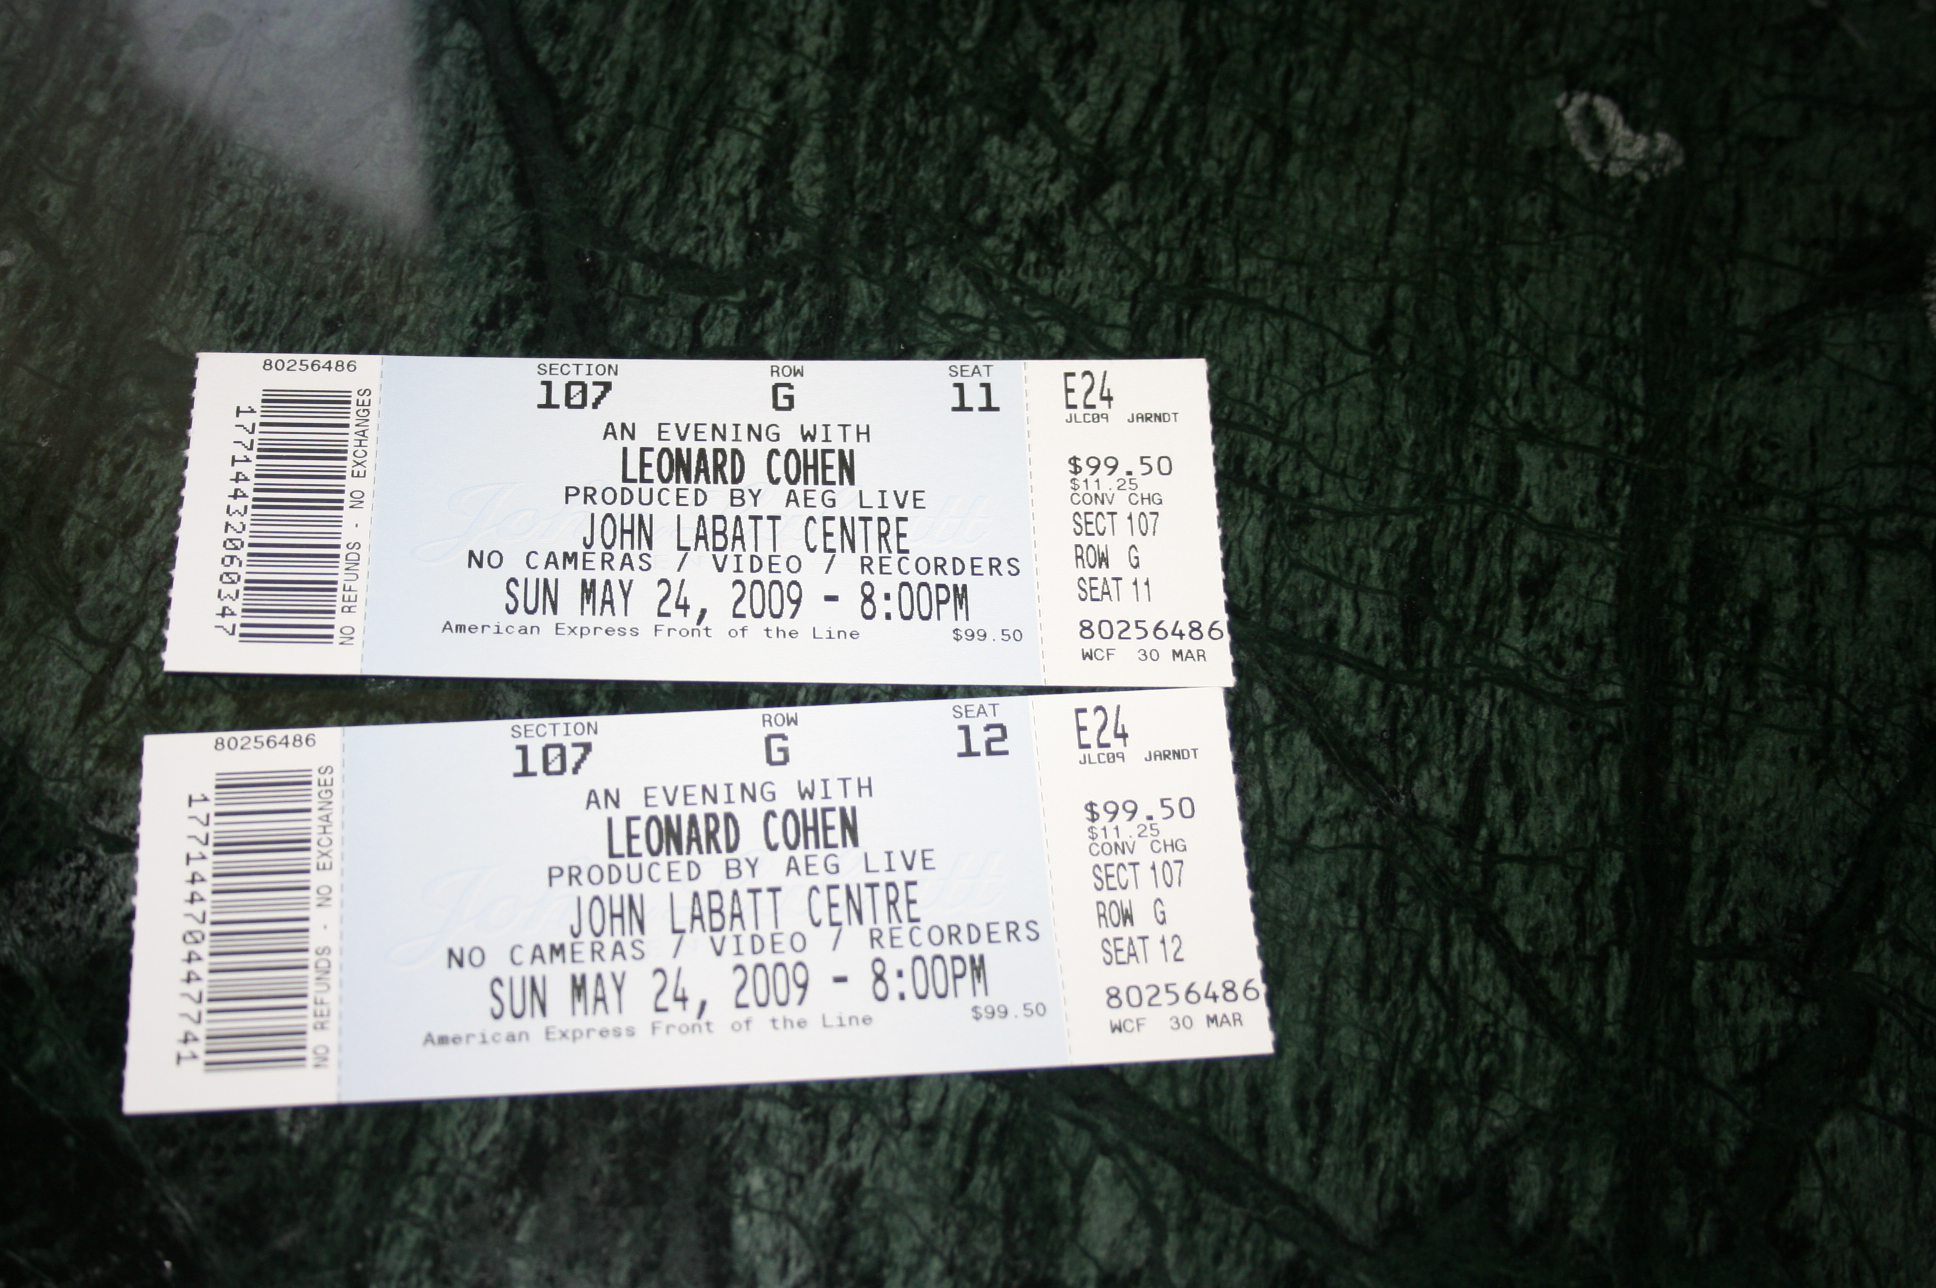 80256486
17714432060347
NO REFUNDS - NO EXCHANGES
SECTION ROW SEAT
107 G 11
AN EVENING WITH
LEONARD COHEN
PRODUCED BY AEG LIVE
JOHN LABATT CENTRE
NO CAMERAS / VIDEO / RECORDERS
SUN MAY 24, 2009 - 8:00PM
American Express Front of the Line $99.50
E24
JLC09 JARNDT
$99.50
$11.25
CONV CHG
SECT 107
ROW G
SEAT 11
80256486
WCF 30 MAR
80256486
17714470447741
NO REFUNDS - NO EXCHANGES
SECTION ROW SEAT
107 G 12
AN EVENING WITH
LEONARD COHEN
PRODUCED BY AEG LIVE
JOHN LABATT CENTRE
NO CAMERAS / VIDEO / RECORDERS
SUN MAY 24, 2009 - 8:00PM
American Express Front of the Line $99.50
E24
JLC09 JARNDT
$99.50
$11.25
CONV CHG
SECT 107
ROW G
SEAT 12
80256486
WCF 30 MAR